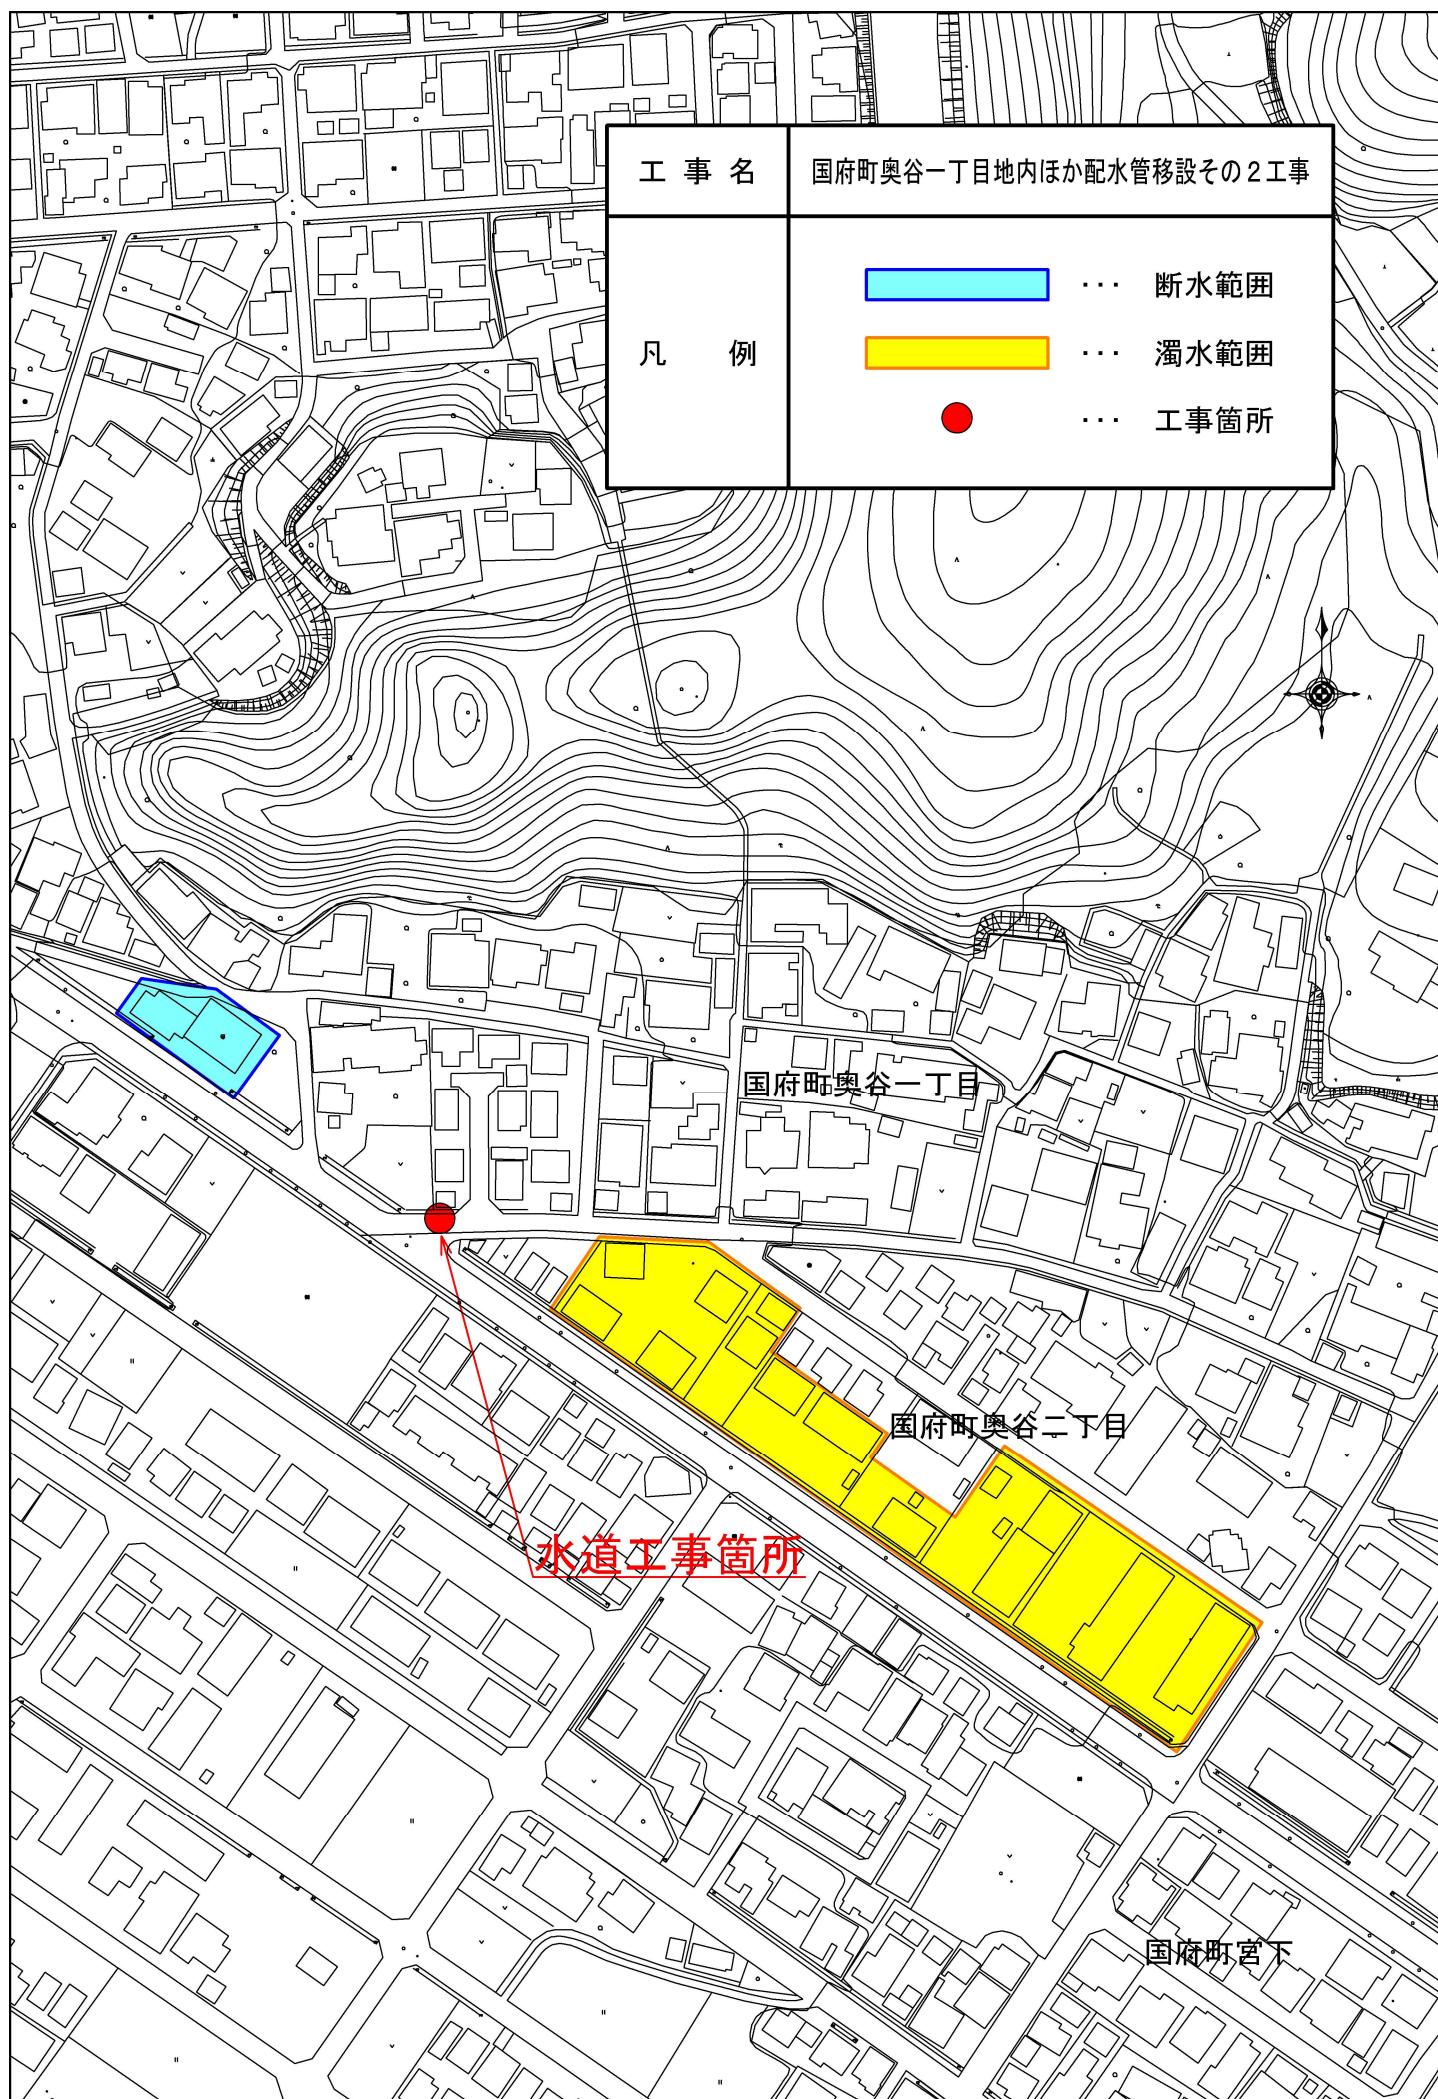 工事名
国府町奥谷一丁目地内ほか配水管移設その２工事
凡例
… 断水範囲
… 濁水範囲
… 工事箇所
国府町奥谷一丁目
国府町奥谷二丁目
水道工事箇所
国府町宮下